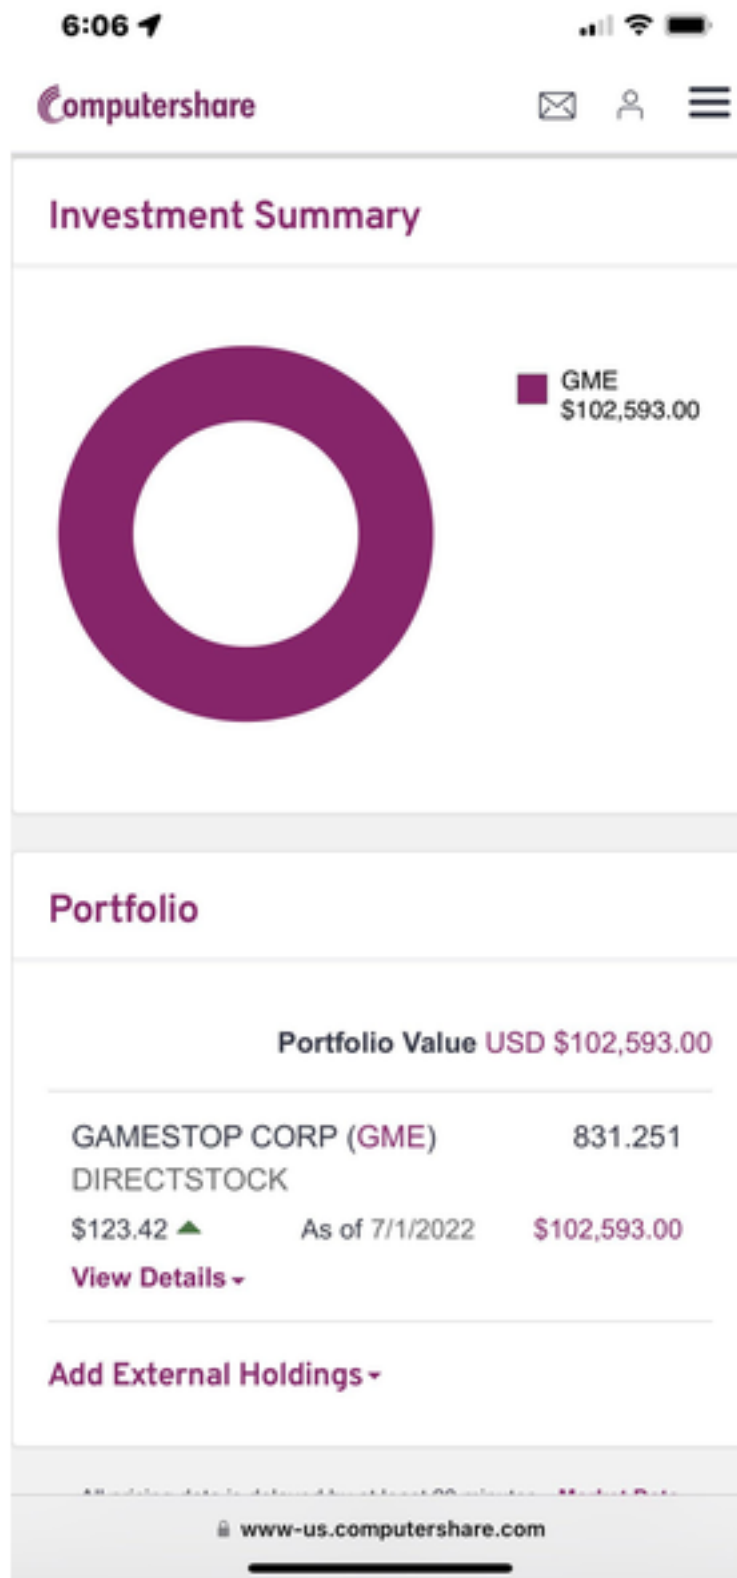 6:06
Computershare
Investment Summary
GME
$102,593.00
Portfolio
Portfolio Value USD $102,593.00
GAMESTOP CORP (GME) 831.251
DIRECTSTOCK
$123.42 As of 7/1/2022 $102,593.00
View Details
Add External Holdings
www-us.computershare.com